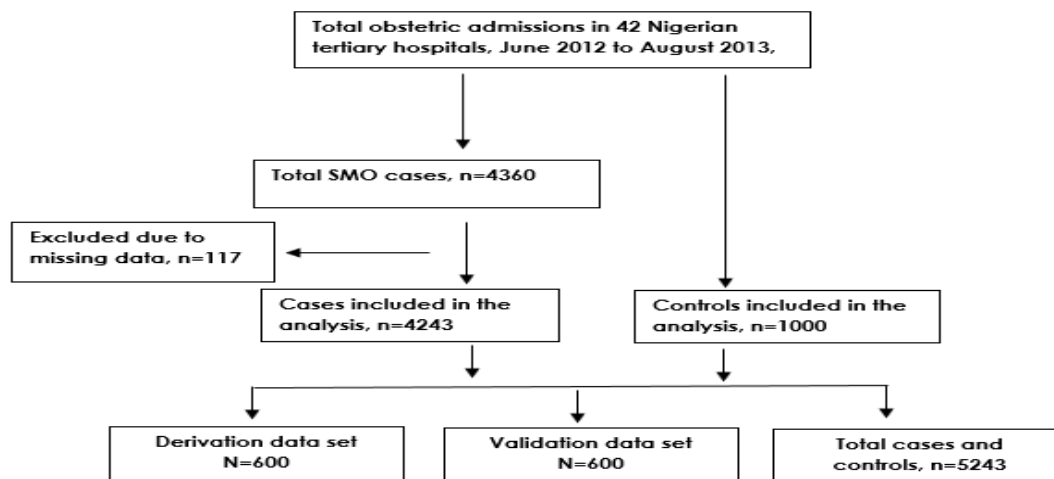 Total obstetric admissions in 42 Nigerian
tertiary hospitals, June 2012 to August 2013,
Total SMO cases, n=4360
Excluded due to
missing data, n=117
Cases included in the
analysis, n=4243
Controls included in the
analysis, n=1000
Derivation data set
N=600
Validation data set
N=600
Total cases and
controls, n=5243